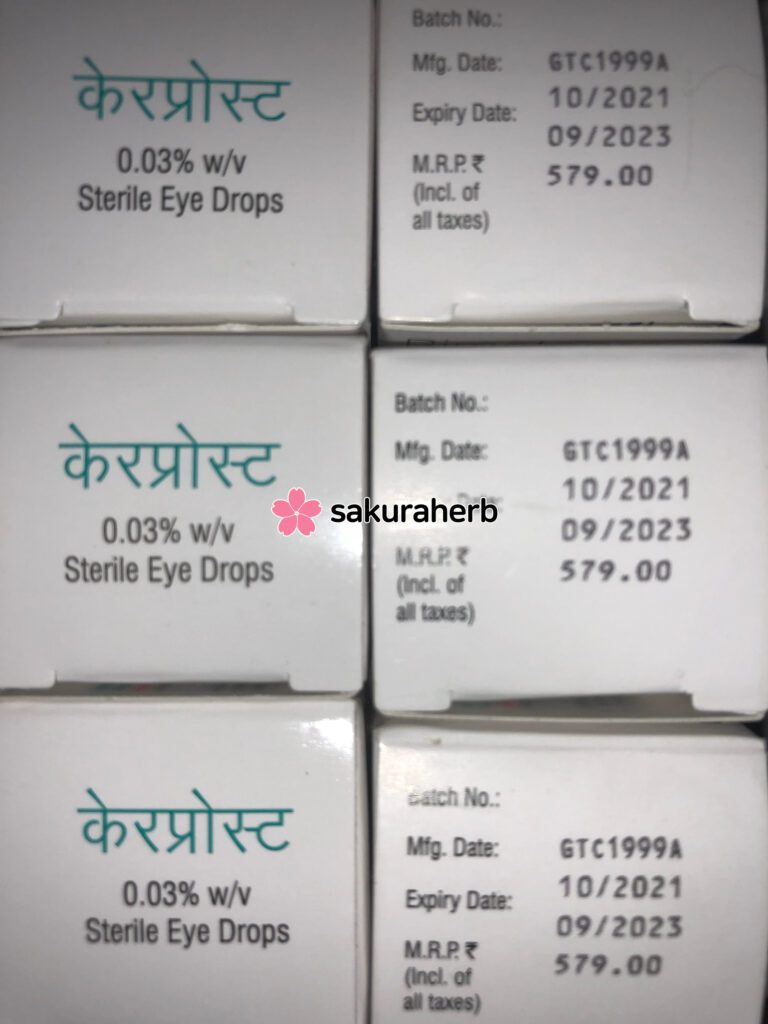 केरप्रोस्ट
0.03% w/v
Sterile Eye Drops
Batch No.:
Mfg. Date: GTC1999A
Expiry Date: 10/2021
09/2023
M.R.P. ₹ 579.00
(Incl. of
all taxes)
केरप्रोस्ट
0.03% w/v
Sterile Eye Drops
Batch No.:
Mfg. Date: GTC1999A
10/2021
09/2023
M.R.P. ₹ 579.00
(Incl. of
all taxes)
sakuraherb
केरप्रोस्ट
0.03% w/v
Sterile Eye Drops
Batch No.:
Mfg. Date: GTC1999A
Expiry Date: 10/2021
09/2023
M.R.P. ₹ 579.00
(Incl. of
all taxes)